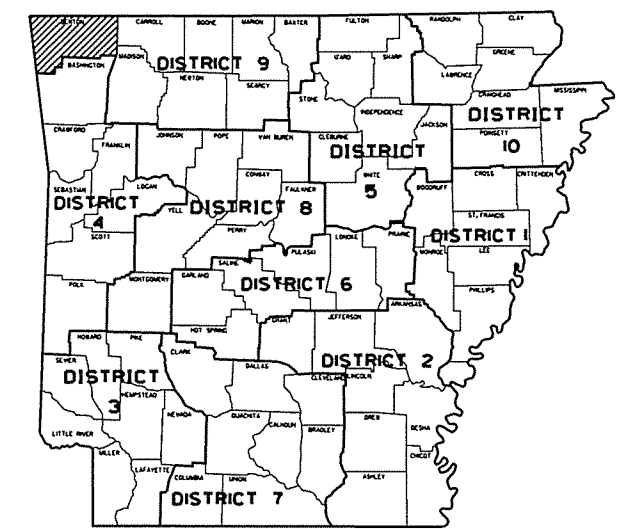 BENTON CARROLL BOONE MARION BAXTER FULTON RANDOLPH CLAY
MADISON DISTRICT 9 IZARD SHARP GREENE
WASHINGTON NEWTON SEARCY LAWRENCE
STONE INDEPENDENCE CRAIGHEAD MISSISSIPPI
DISTRICT
10
CRAWFORD FRANKLIN JOHNSON POPE VAN BUREN CLEBURNE JACKSON POINSETT
DISTRICT
5
SEBASTIAN LOGAN CONWAY FAULKNER WHITE WOODRUFF CROSS CRITTENDEN
DISTRICT
4
YELL DISTRICT 8 ST. FRANCIS
SCOTT PERRY PULASKI LONOKE PRAIRIE DISTRICT 1
MONROE LEE
POLK MONTGOMERY GARLAND SALINE DISTRICT 6 PHILLIPS
HOT SPRING GRANT JEFFERSON ARKANSAS
HOWARD PIKE CLARK
SEVIER DALLAS DISTRICT 2
DISTRICT
3
CLEVELAND LINCOLN
HEMPSTEAD NEVADA OUACHITA CALHOUN BRADLEY DREW DESHA
LITTLE RIVER MILLER LAFAYETTE COLUMBIA UNION ASHLEY CHICOT
DISTRICT 7